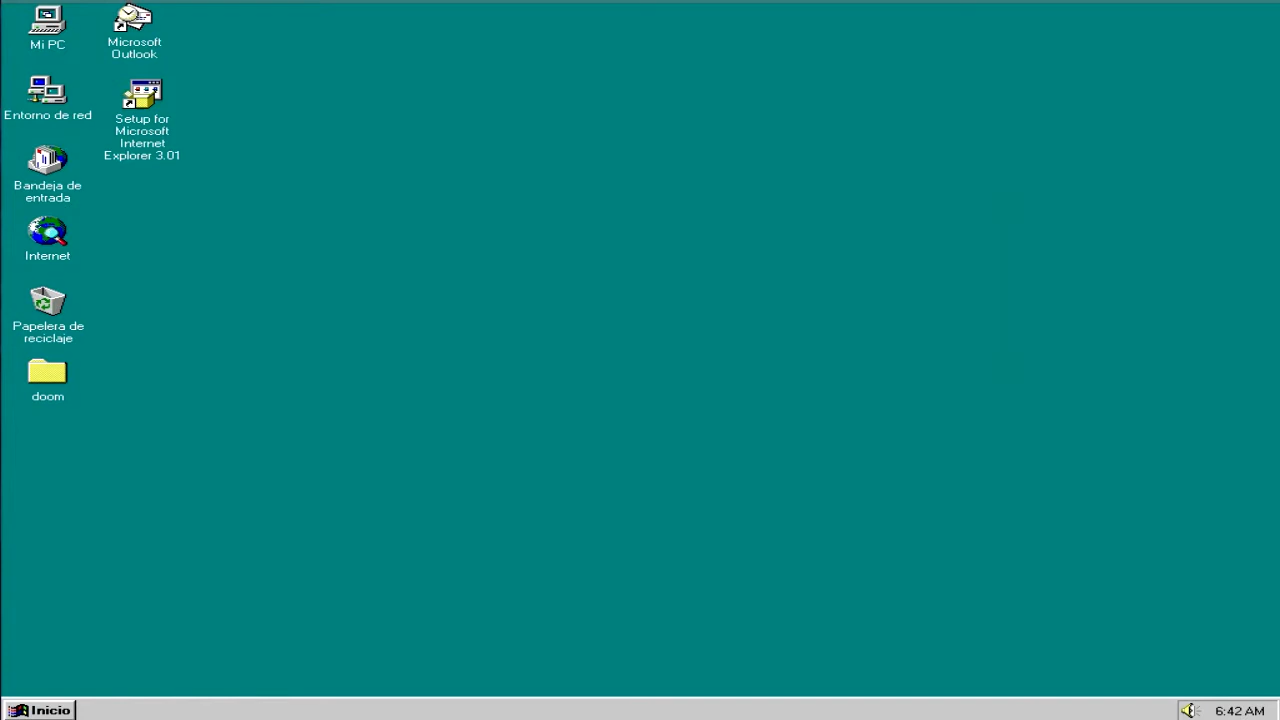 Mi PC
Entorno de red
Bandeja de
entrada
Internet
Papelera de
reciclaje
doom
Microsoft
Outlook
Setup for
Microsoft
Internet
Explorer 3.01
Inicio
6:42 AM